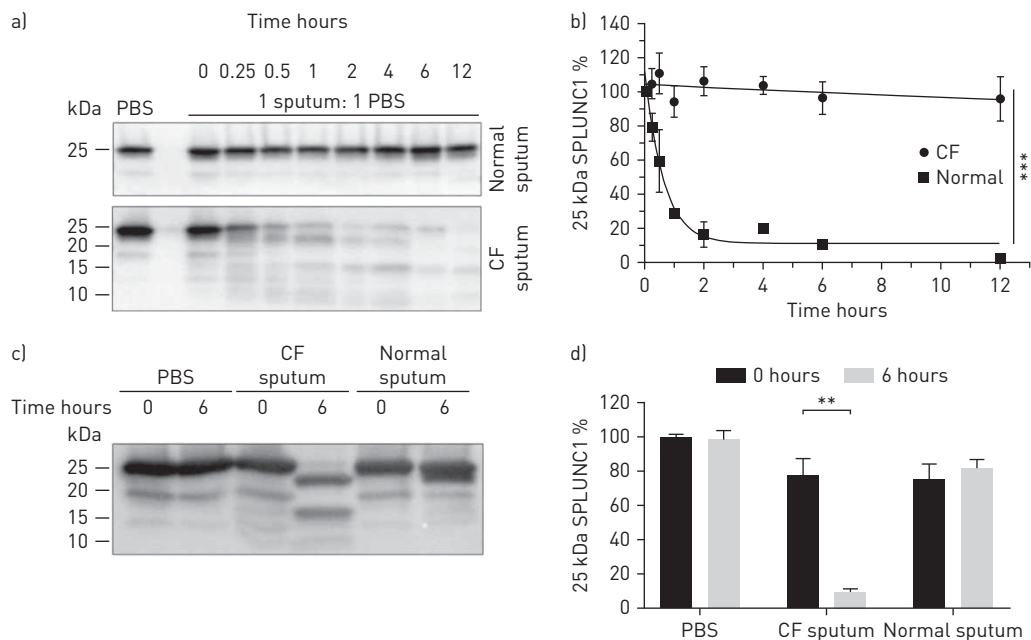 a)
Time hours
0 0.25 0.5 1 2 4 6 12
kDa PBS 1 sputum: 1 PBS
25
Normal
sputum
25
20
15
10
CF
sputum
b)
140
120
100
80
60
40
20
0
25 kDa SPLUNC1 %
CF
Normal
***
0 2 4 6 8 10 12
Time hours
c)
PBS CF sputum Normal sputum
Time hours 0 6 0 6 0 6
kDa
25
20
15
10
d)
0 hours 6 hours
120
100
80
60
40
20
0
25 kDa SPLUNC1 %
**
PBS CF sputum Normal sputum